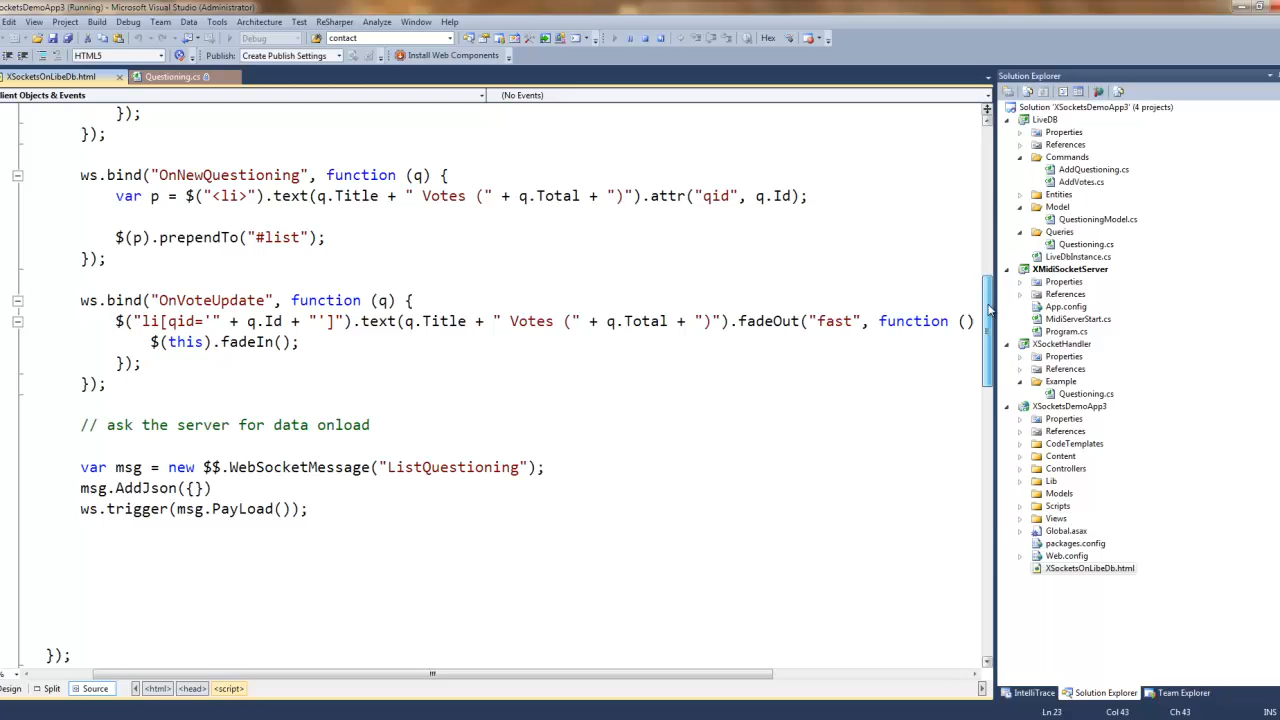 ocketsDemoApp3 (Running) - Microsoft Visual Studio (Administrator)
Edit View Project Build Debug Team Data Tools Architecture Test ReSharper Analyze Window Help
Debug contact Hex
HTML5 Publish: Create Publish Settings Install Web Components
XSocketsOnLibeDb.html Questioning.cs
lient Objects & Events (No Events)
});
});
ws.bind("OnNewQuestioning", function (q) {
var p = $("<li>").text(q.Title + " Votes (" + q.Total + ")").attr("qid", q.Id);
$(p).prependTo("#list");
});
ws.bind("OnVoteUpdate", function (q) {
$("li[qid='" + q.Id + "']").text(q.Title + " Votes (" + q.Total + ")").fadeOut("fast", function ()
$(this).fadeIn();
});
});
// ask the server for data onload
var msg = new $$.WebSocketMessage("ListQuestioning");
msg.AddJson({})
ws.trigger(msg.PayLoad());
});
%
Design Split Source <html> <head> <script>
Solution Explorer
Solution 'XSocketsDemoApp3' (4 projects)
LiveDB
Properties
References
Commands
AddQuestioning.cs
AddVotes.cs
Entities
Model
QuestioningModel.cs
Queries
Questioning.cs
LiveDbInstance.cs
XMidiSocketServer
Properties
References
App.config
MidiServerStart.cs
Program.cs
XSocketHandler
Properties
References
Example
Questioning.cs
XSocketsDemoApp3
Properties
References
CodeTemplates
Content
Controllers
Lib
Models
Scripts
Views
Global.asax
packages.config
Web.config
XSocketsOnLibeDb.html
IntelliTrace Solution Explorer Team Explorer
Ln 23 Col 43 Ch 43 INS